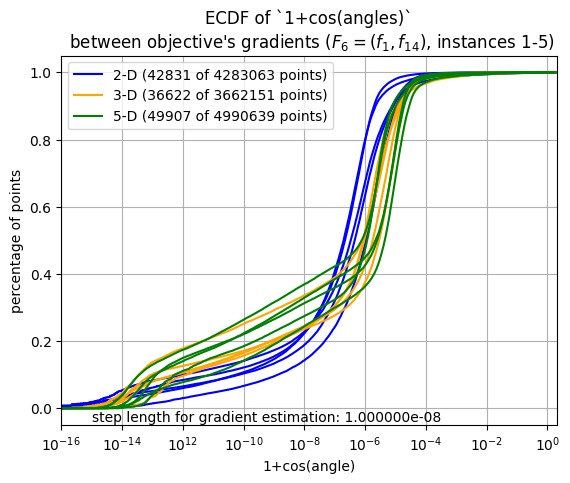 ECDF of `1+cos(angles)`
between objective's gradients (F₆ = (f₁, f₁₄), instances 1-5)
2-D (42831 of 4283063 points)
3-D (36622 of 3662151 points)
5-D (49907 of 4990639 points)
percentage of points
1.0
0.8
0.6
0.4
0.2
0.0
step length for gradient estimation: 1.000000e-08
10⁻¹⁶ 10⁻¹⁴ 10⁻¹² 10⁻¹⁰ 10⁻⁸ 10⁻⁶ 10⁻⁴ 10⁻² 10⁰
1+cos(angle)